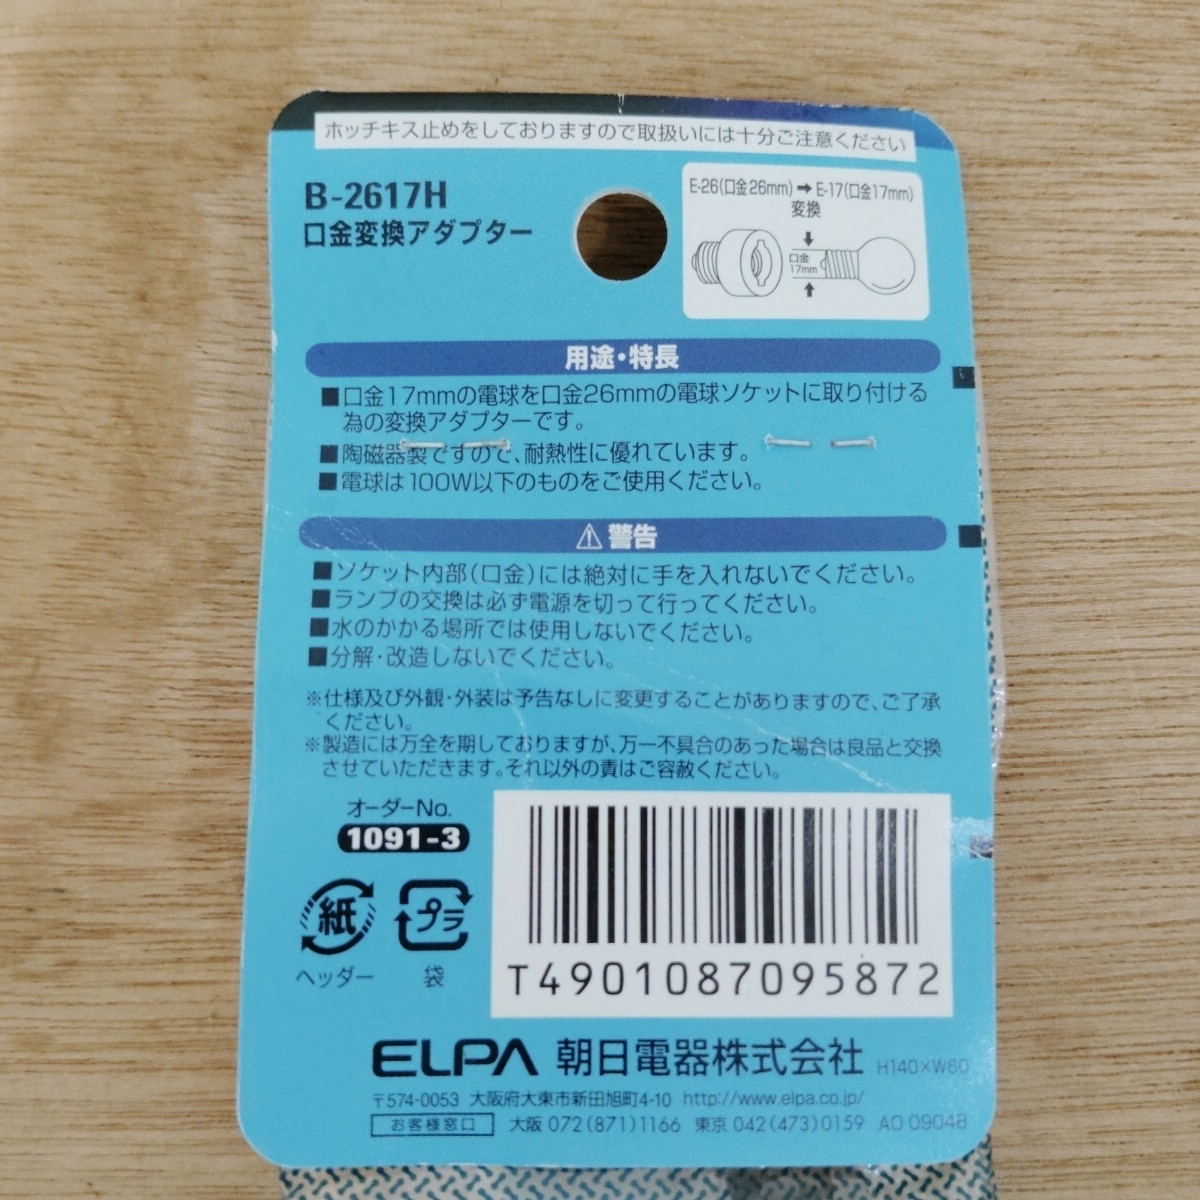 ホッチキス止めをしておりますので取扱いには十分ご注意ください
B-2617H
口金変換アダプター
E-26(口金26mm)➡E-17(口金17mm)
変換
口金
17mm
用途・特長
■口金17mmの電球を口金26mmの電球ソケットに取り付ける
為の変換アダプターです。
■陶磁器製ですので、耐熱性に優れています。
■電球は100W以下のものをご使用ください。
⚠警告
■ソケット内部(口金)には絶対に手を入れないでください。
■ランプの交換は必ず電源を切って行ってください。
■水のかかる場所では使用しないでください。
■分解・改造しないでください。
※仕様及び外観・外装は予告なしに変更することがありますので、ご了承
ください。
※製造には万全を期しておりますが、万一不具合のあった場合は良品と交換
させていただきます。それ以外の責はご容赦ください。
オーダーNo.
1091-3
紙
ヘッダー
プラ
袋
T4901087095872
ELPA 朝日電器株式会社 H140×W60
〒574-0053 大阪府大東市新田旭町4-10 http://www.elpa.co.jp/
お客様窓口 大阪 072(871)1166 東京 042(473)0159 AO 0904B